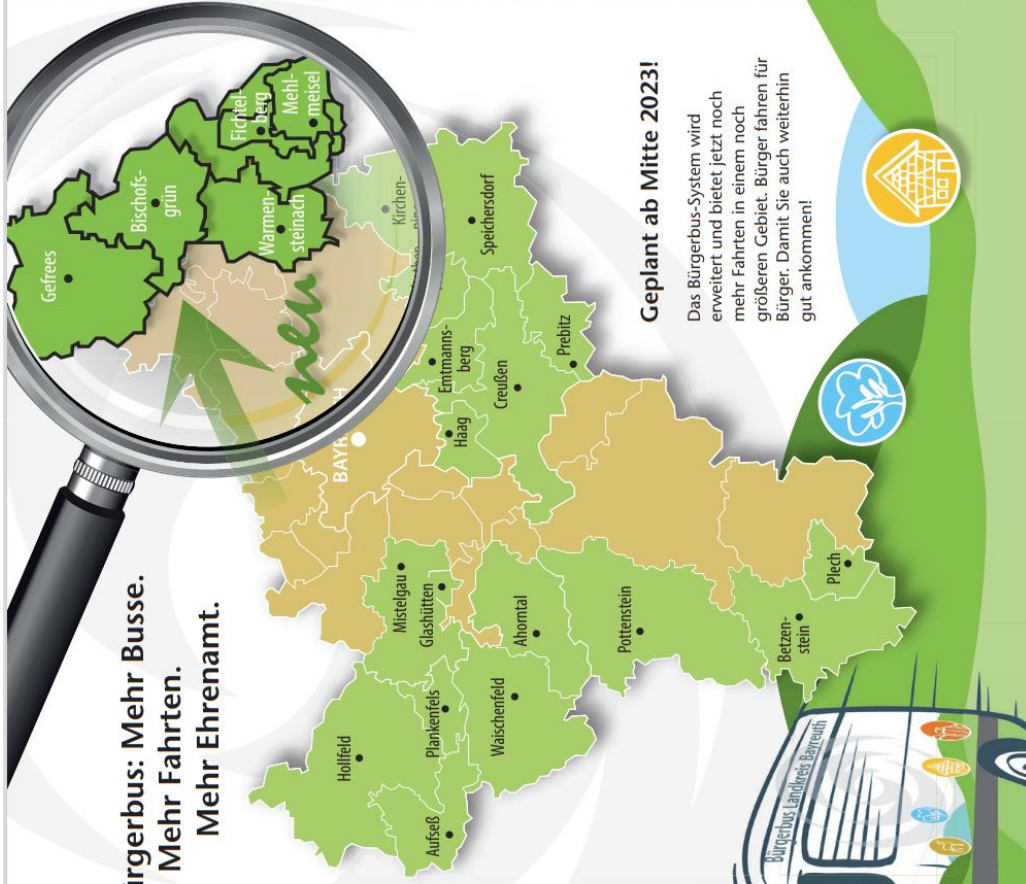 Bürgerbus: Mehr Busse.
Mehr Fahrten.
Mehr Ehrenamt.
Gefrees
Bischofs-
grün
Fichtel-
berg
Mehl-
meisel
Warmen-
steinach
neu
Kirchen-
Speichersdorf
BAYR
H
Emtmanns-
berg
Haag
Creußen
Prebitz
Mistelgau
Glashütten
Hollfeld
Plankenfels
Aufseß
Waischenfeld
Ahorntal
Pottenstein
Betzen-
stein
Plech
Geplant ab Mitte 2023!
Das Bürgerbus-System wird
erweitert und bietet jetzt noch
mehr Fahrten in einem noch
größeren Gebiet. Bürger fahren für
Bürger. Damit Sie auch weiterhin
gut ankommen!
Bürgerbus Landkreis Bayreuth